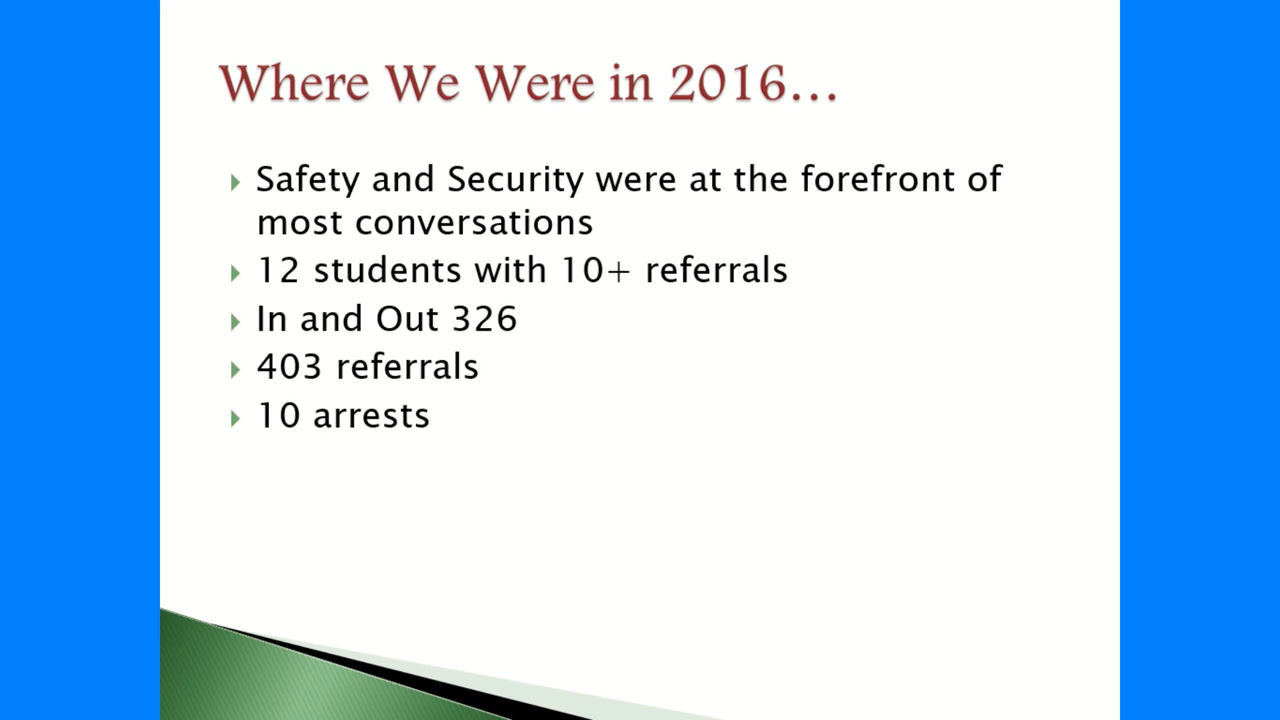 Where We Were in 2016...
Safety and Security were at the forefront of
most conversations
12 students with 10+ referrals
In and Out 326
403 referrals
10 arrests